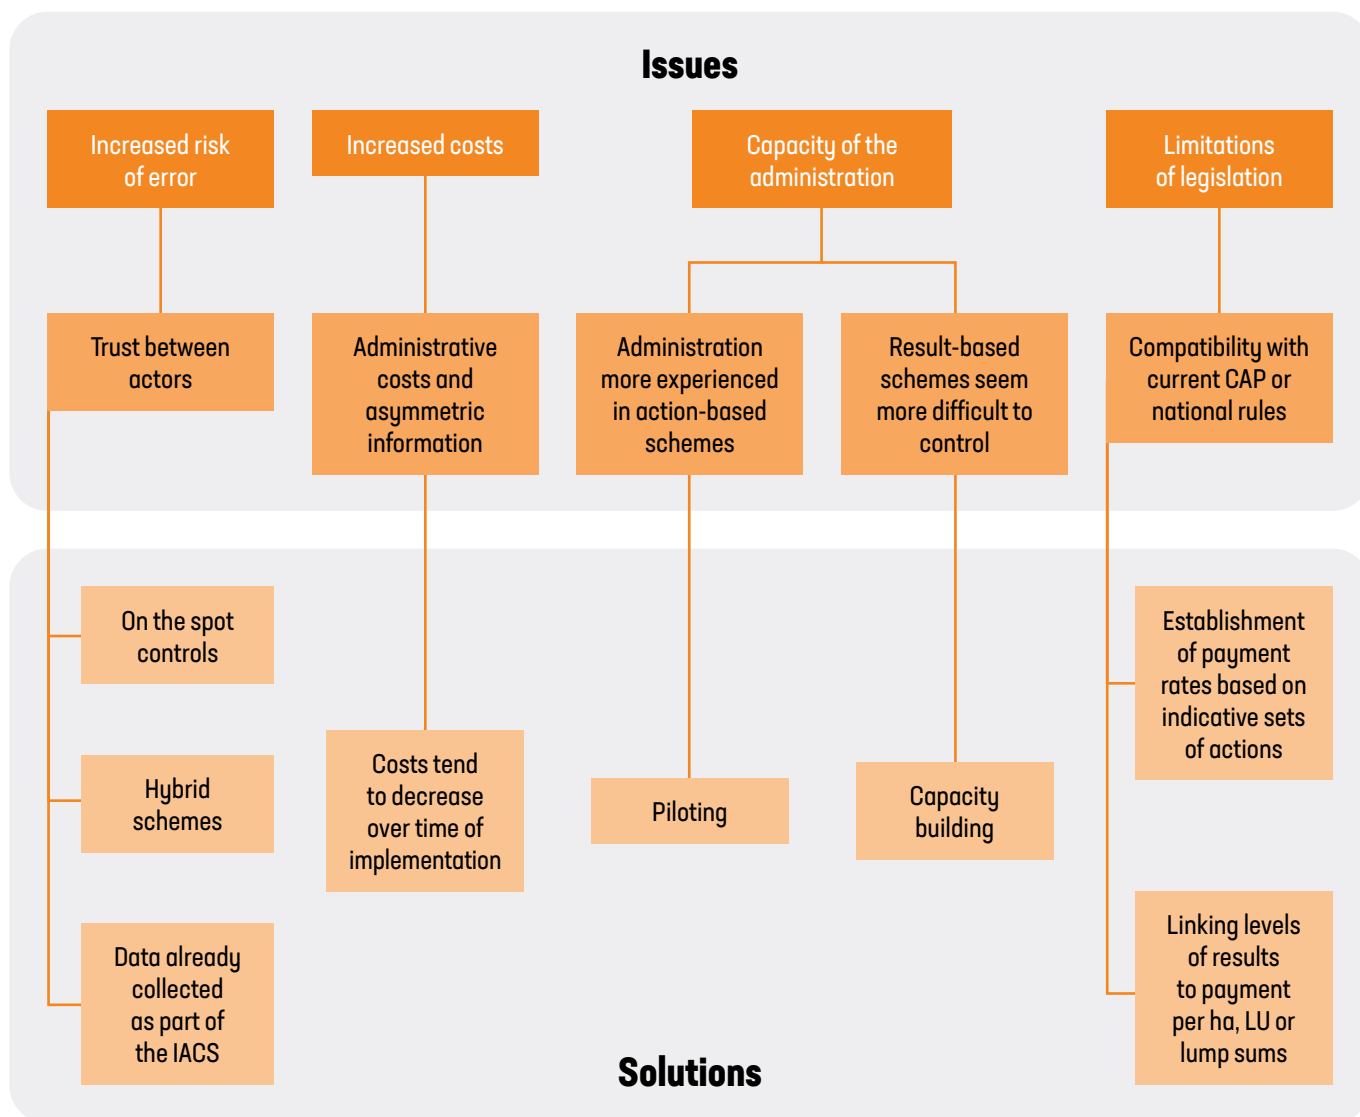 Issues
Increased risk
of error
Increased costs
Capacity of the
administration
Limitations
of legislation
Trust between
actors
Administrative
costs and
asymmetric
information
Administration
more experienced
in action-based
schemes
Result-based
schemes seem
more difficult to
control
Compatibility with
current CAP or
national rules
On the spot
controls
Hybrid
schemes
Data already
collected
as part of
the IACS
Costs tend
to decrease
over time of
implementation
Piloting
Capacity
building
Establishment
of payment
rates based on
indicative sets
of actions
Linking levels
of results
to payment
per ha, LU or
lump sums
Solutions